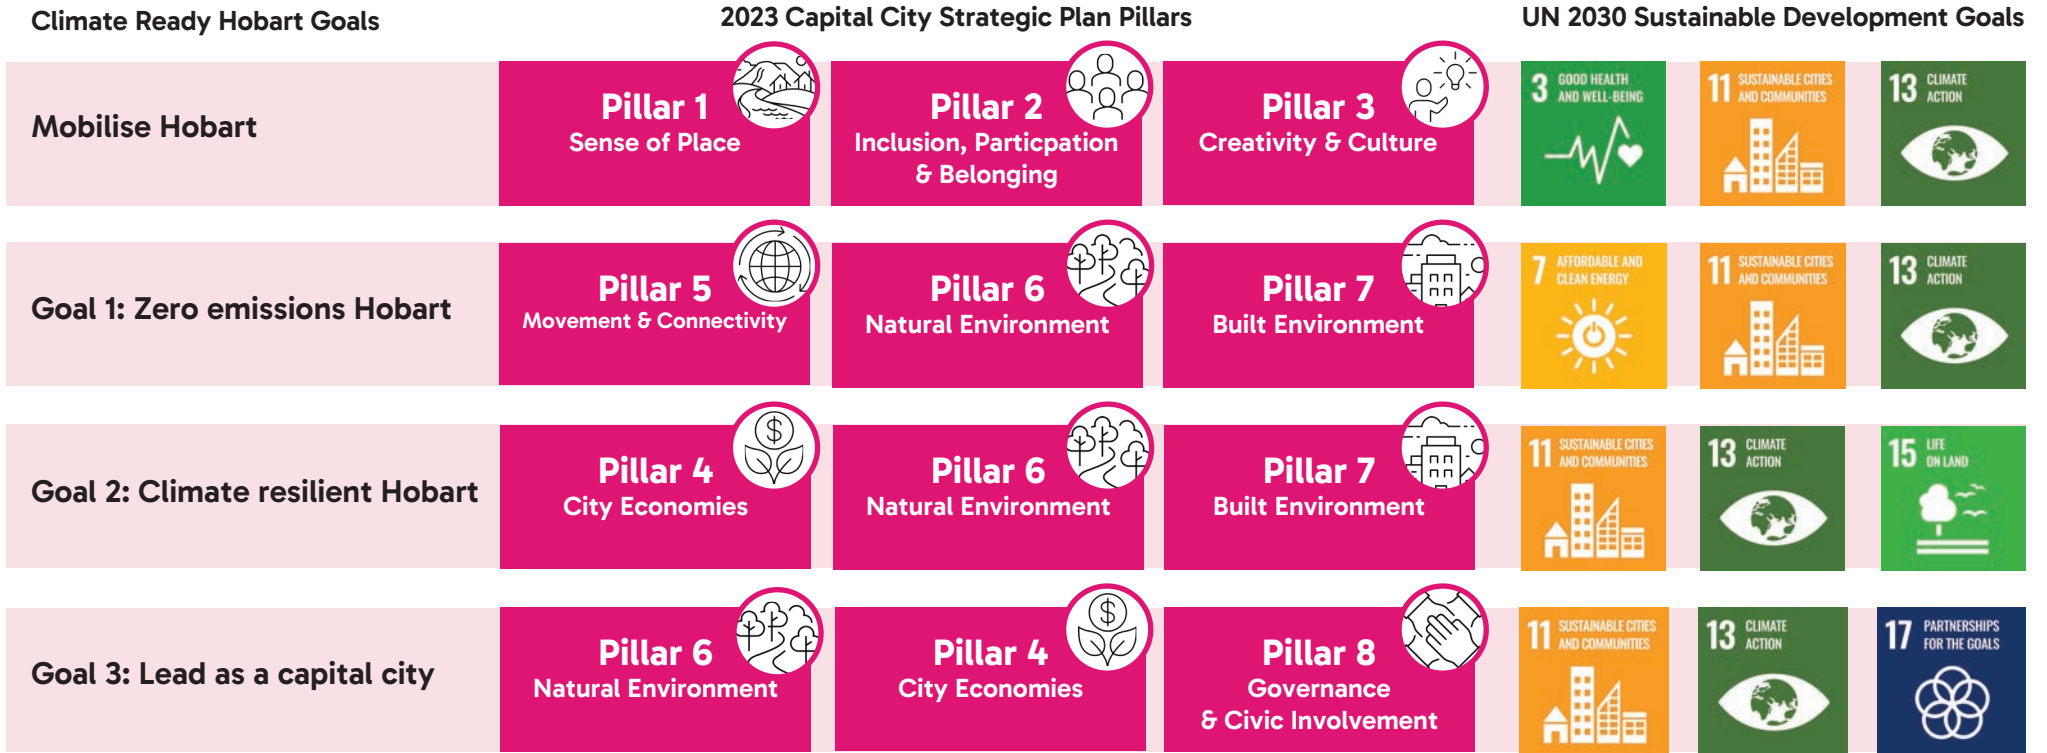 Climate Ready Hobart Goals
2023 Capital City Strategic Plan Pillars
UN 2030 Sustainable Development Goals
Mobilise Hobart
Pillar 1
Sense of Place
Pillar 2
Inclusion, Particpation
& Belonging
Pillar 3
Creativity & Culture
3 GOOD HEALTH
AND WELL-BEING
11 SUSTAINABLE CITIES
AND COMMUNITIES
13 CLIMATE
ACTION
Goal 1: Zero emissions Hobart
Pillar 5
Movement & Connectivity
Pillar 6
Natural Environment
Pillar 7
Built Environment
7 AFFORDABLE AND
CLEAN ENERGY
11 SUSTAINABLE CITIES
AND COMMUNITIES
13 CLIMATE
ACTION
Goal 2: Climate resilient Hobart
Pillar 4
City Economies
$
Pillar 6
Natural Environment
Pillar 7
Built Environment
11 SUSTAINABLE CITIES
AND COMMUNITIES
13 CLIMATE
ACTION
15 LIFE
ON LAND
Goal 3: Lead as a capital city
Pillar 6
Natural Environment
Pillar 4
City Economies
$
Pillar 8
Governance
& Civic Involvement
11 SUSTAINABLE CITIES
AND COMMUNITIES
13 CLIMATE
ACTION
17 PARTNERSHIPS
FOR THE GOALS